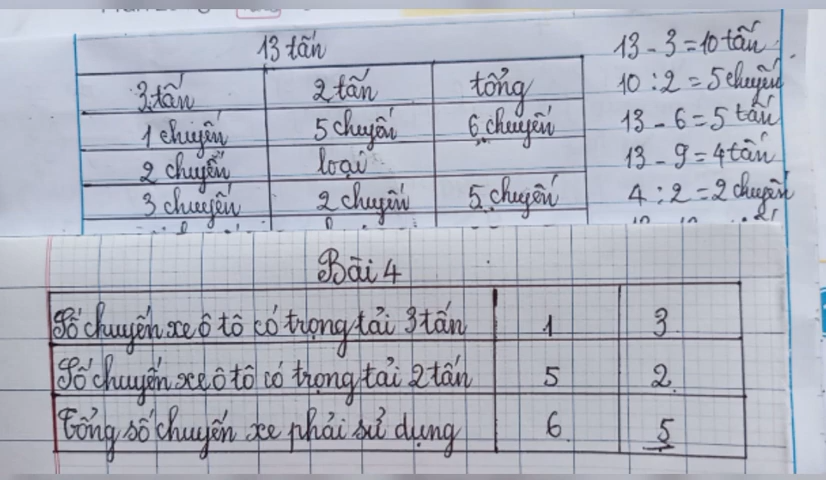 13 tấn
3 tấn 2 tấn tổng
1 chuyến 5 chuyến 6 chuyến
2 chuyến loại
3 chuyến 2 chuyến 5 chuyến
13 - 3 = 10 tấn
10 : 2 = 5 chuyến
13 - 6 = 5 tấn
13 - 9 = 4 tấn
4 : 2 = 2 chuyến
Bài 4
Số chuyến xe ô tô có trọng tải 3 tấn 1 3
Số chuyến xe ô tô có trọng tải 2 tấn 5 2
Tổng số chuyến xe phải sử dụng 6 5